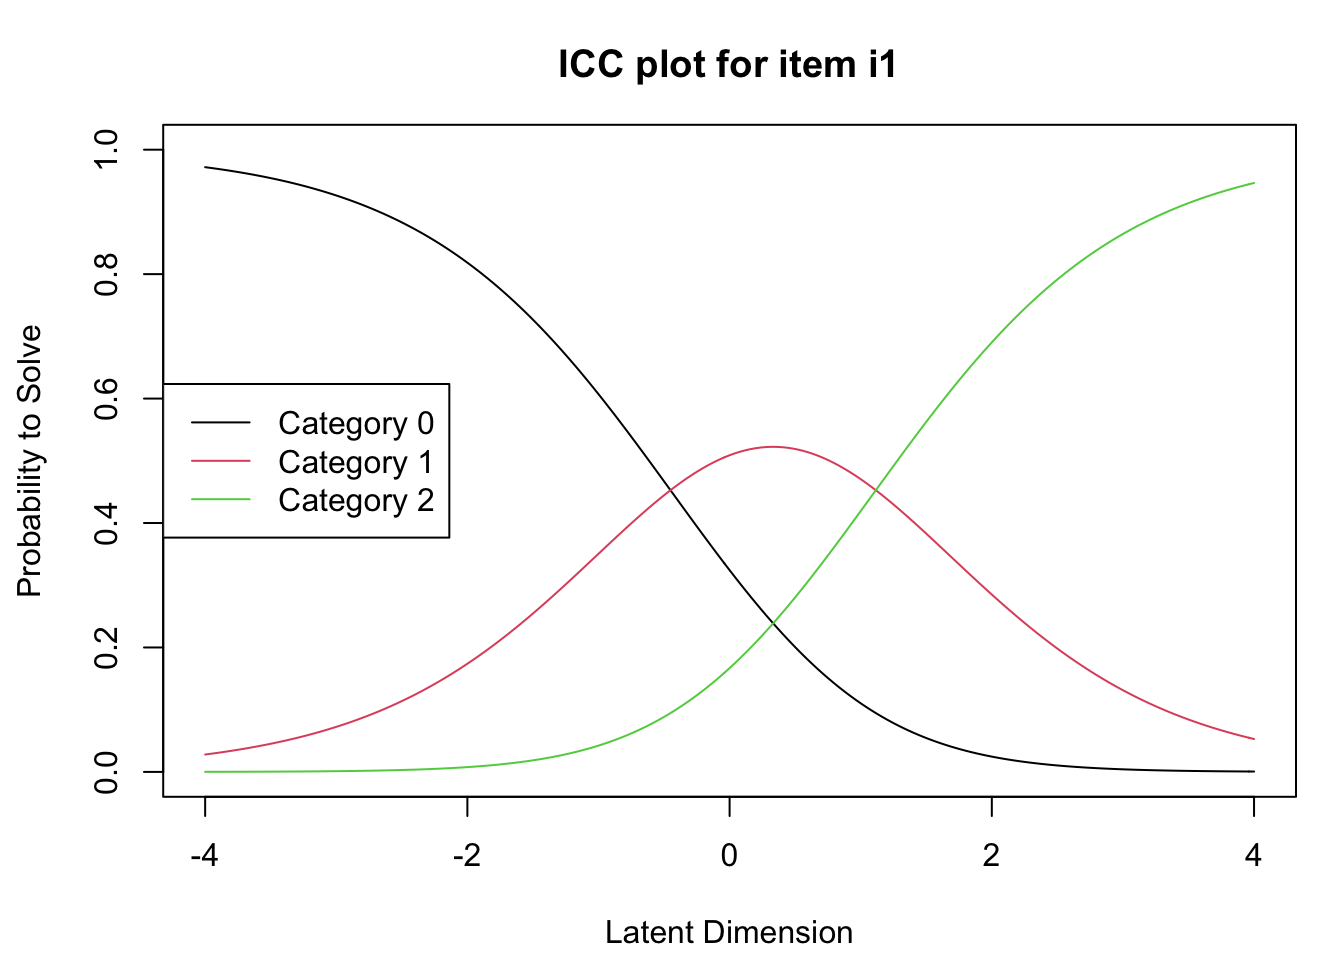 ICC plot for item i1
Probability to Solve
1.0
0.8
0.6
0.4
0.2
0.0
Category 0
Category 1
Category 2
-4
-2
0
2
4
Latent Dimension